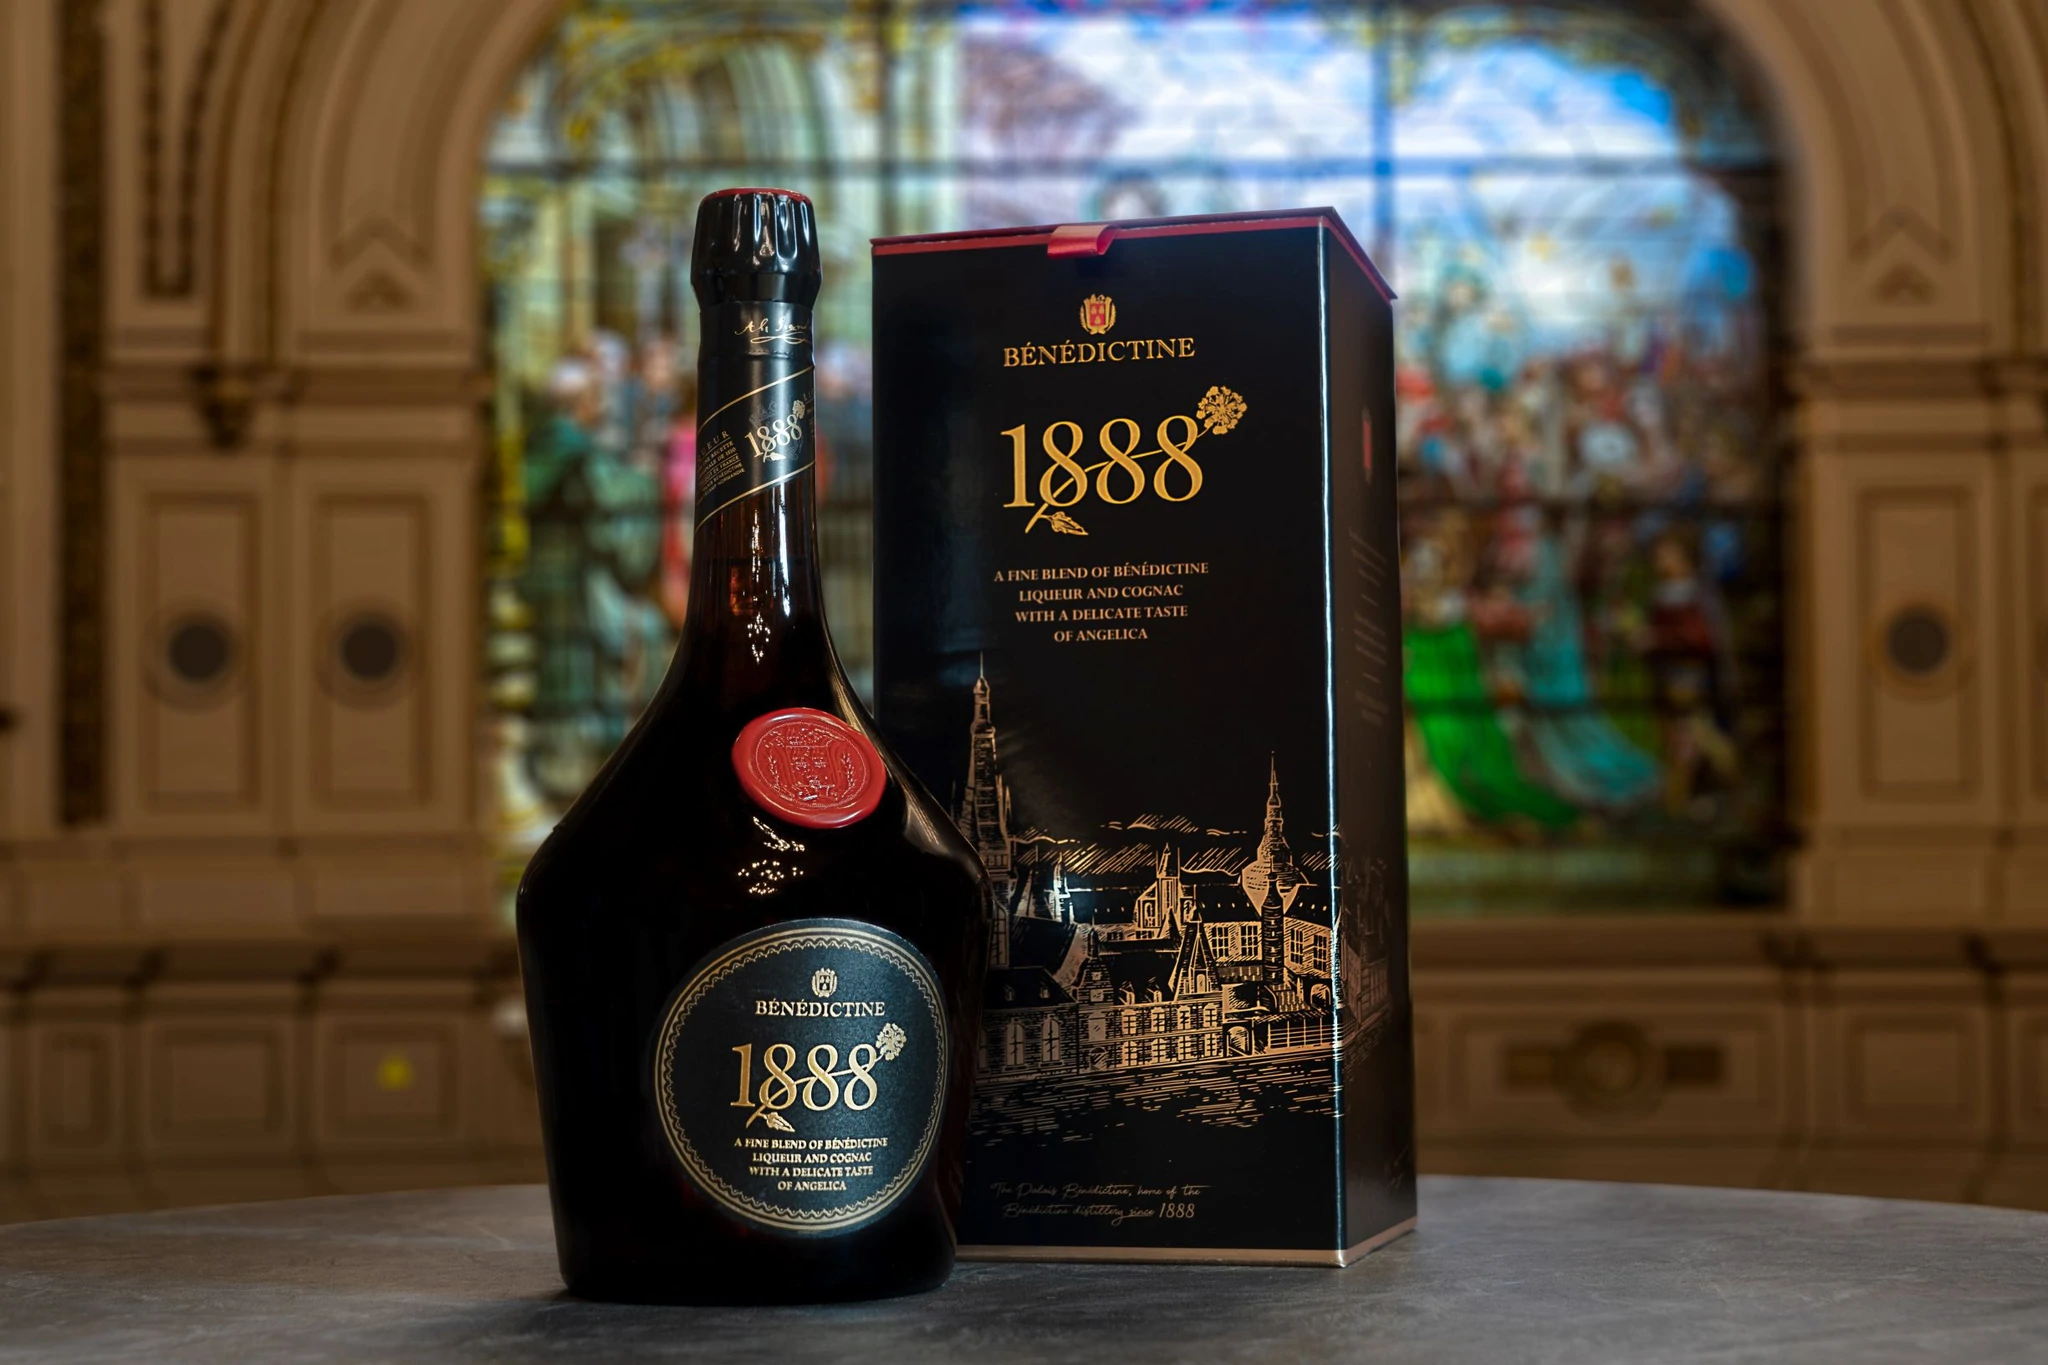 1888
BÉNÉDICTINE
1888
A FINE BLEND OF BÉNÉDICTINE
LIQUEUR AND COGNAC
WITH A DELICATE TASTE
OF ANGELICA
BÉNÉDICTINE
1888
A FINE BLEND OF BÉNÉDICTINE
LIQUEUR AND COGNAC
WITH A DELICATE TASTE
OF ANGELICA
The Palais Bénédictine, home of the
Bénédictine distillery since 1888